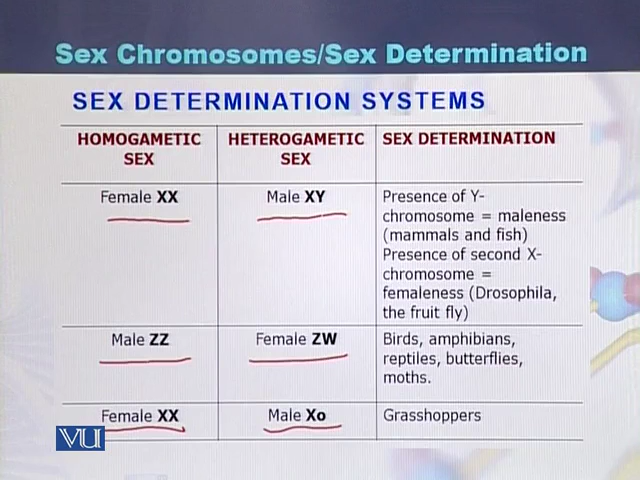 Sex Chromosomes/Sex Determination
SEX DETERMINATION SYSTEMS
HOMOGAMETIC SEX
HETEROGAMETIC SEX
SEX DETERMINATION
Female XX
Male XY
Presence of Y-
chromosome = maleness
(mammals and fish)
Presence of second X-
chromosome =
femaleness (Drosophila,
the fruit fly)
Male ZZ
Female ZW
Birds, amphibians,
reptiles, butterflies,
moths.
Female XX
Male Xo
Grasshoppers
VU